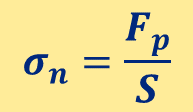 σₙ = Fₚ / S